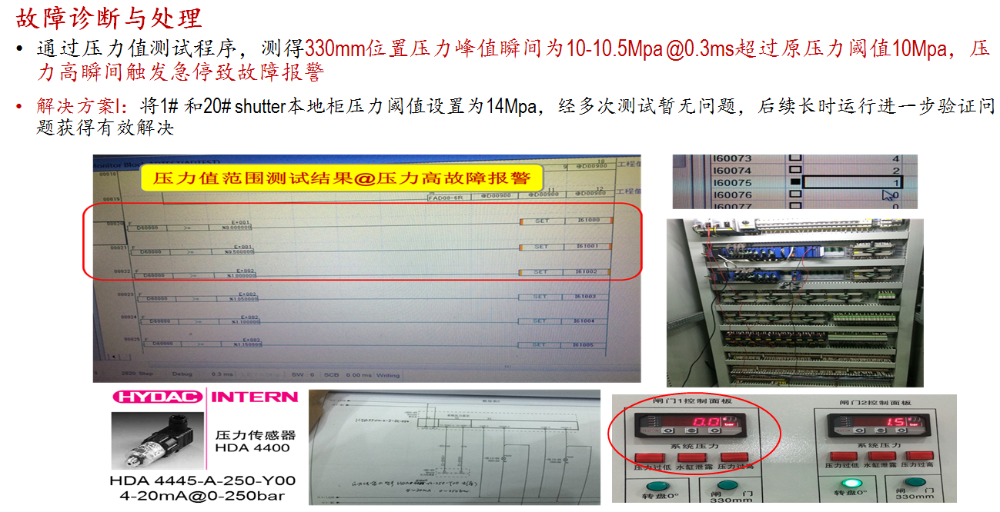 故障诊断与处理
• 通过压力值测试程序，测得330mm位置压力峰值瞬间为10-10.5Mpa@0.3ms超过原压力阈值10Mpa，压
力高瞬间触发急停致故障报警
• 解决方案I：将1# 和20# shutter本地柜压力阈值设置为14Mpa，经多次测试暂无问题，后续长时运行进一步验证问
题获得有效解决
压力值范围测试结果@压力高故障报警
10
9 @D00900
11 12
@D00900 @D00900 @D00900
00019
00020 F E+001
D60000 >= %9.000000 SET I61000
00021 F E+001
D60000 >= %9.500000 SET I61001
00022 F E+002
D60000 >= %1.000000 SET I61002
00023 F E+002
D60000 >= %1.050000 SET I61003
00024 F E+002
D60000 >= %1.100000 SET I61004
00025 F E+002
D60000 >= %1.150000 SET I61005
2820 Step Debug 0.3 ms SW 0 SCB 0.00 ms Writing
I60073 4
I60074 2
I60075 1
I60076 0
I60077 0
HYDAC INTERN
压力传感器
HDA 4400
HDA 4445-A-250-Y00
4-20mA@0-250bar
闸门1控制面板 闸门2控制面板
0.0 bar 1.5 bar
系统压力 系统压力
压力过低 水缸泄露 压力过高 压力过低 水缸泄露 压力过高
转盘0° 闸 门 330mm 转盘0° 闸 门 330mm